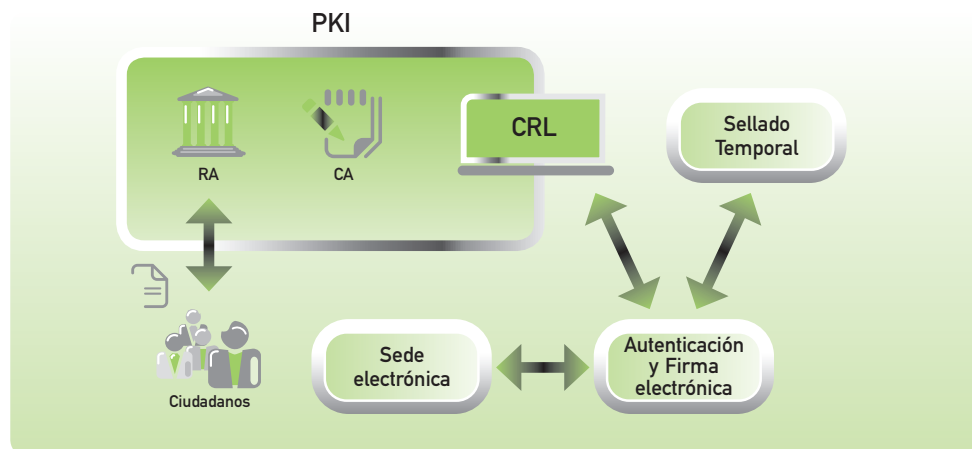 PKI
RA
CA
CRL
Sellado
Temporal
Ciudadanos
Sede
electrónica
Autenticación
y Firma
electrónica